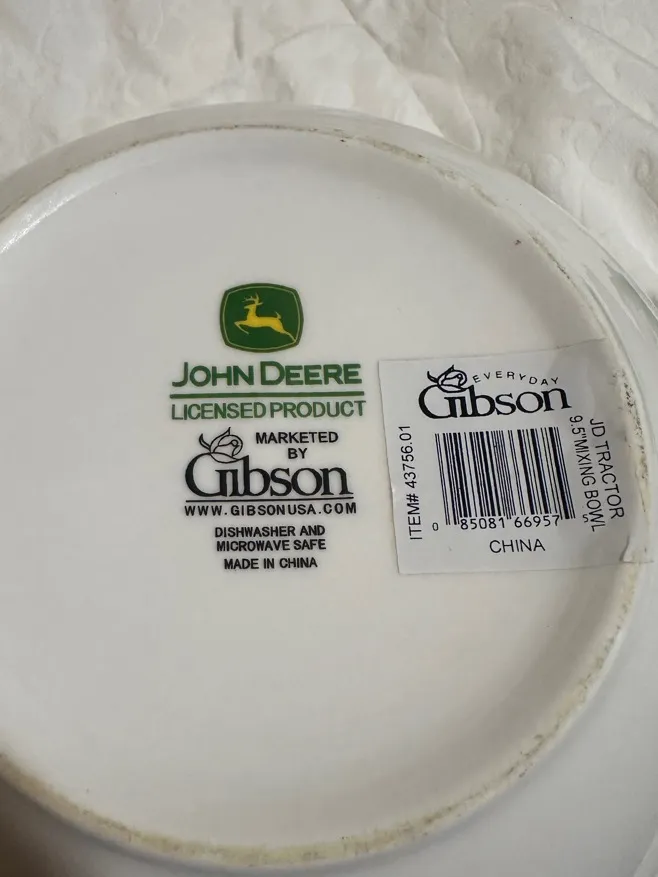 JOHN DEERE
LICENSED PRODUCT
MARKETED
BY
Gibson
WWW.GIBSONUSA.COM
DISHWASHER AND
MICROWAVE SAFE
MADE IN CHINA
EVERYDAY
Gibson
ITEM# 43756.01
0 85081 66957 5
JD TRACTOR
9.5"MIXING BOWL
CHINA